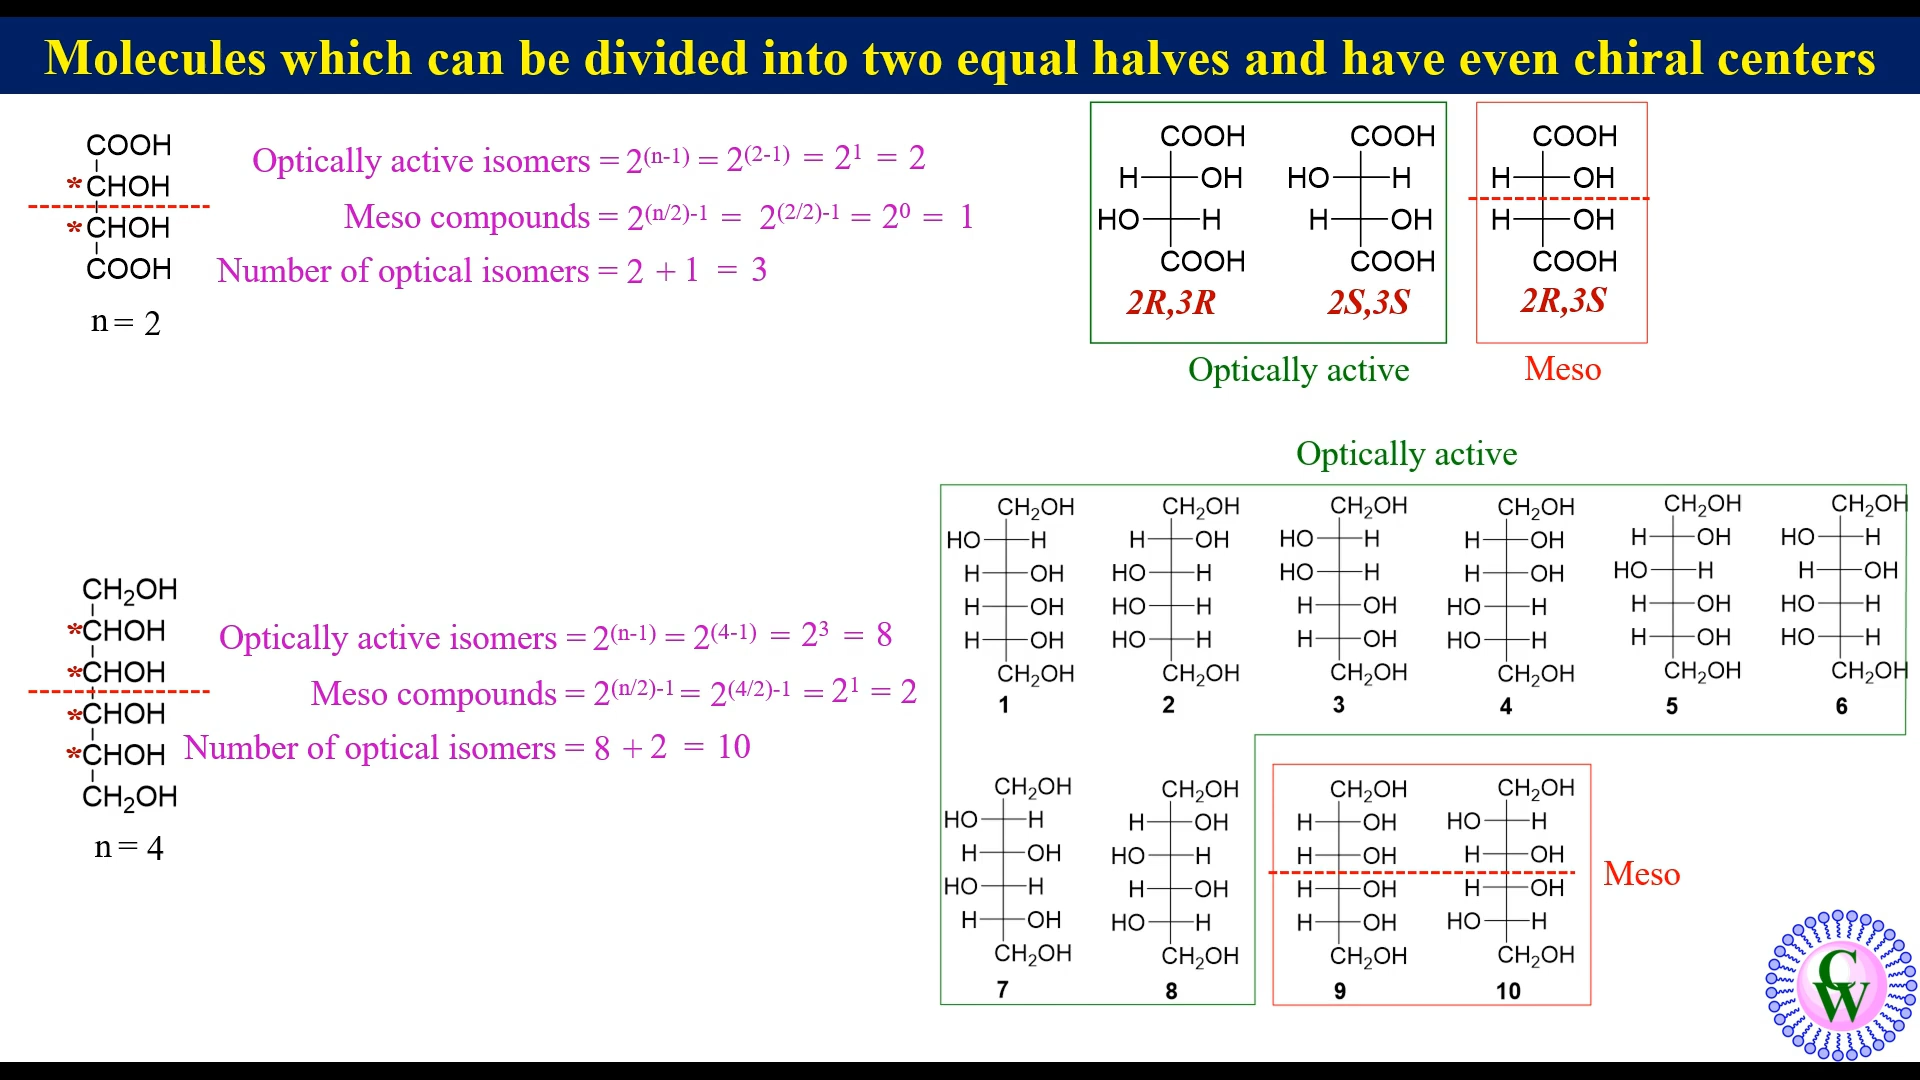 Molecules which can be divided into two equal halves and have even chiral centers
COOH
*CHOH
*CHOH
COOH
n = 2
Optically active isomers = 2⁽ⁿ⁻¹⁾ = 2⁽²⁻¹⁾ = 2¹ = 2
Meso compounds = 2^(n/2)-1 = 2^(2/2)-1 = 2⁰ = 1
Number of optical isomers = 2 + 1 = 3
COOH COOH COOH
H OH HO H H OH
HO H H OH H OH
COOH COOH COOH
2R,3R 2S,3S 2R,3S
Optically active Meso
CH₂OH
*CHOH
*CHOH
*CHOH
*CHOH
CH₂OH
n = 4
Optically active isomers = 2⁽ⁿ⁻¹⁾ = 2⁽⁴⁻¹⁾ = 2³ = 8
Meso compounds = 2^(n/2)-1 = 2^(4/2)-1 = 2¹ = 2
Number of optical isomers = 8 + 2 = 10
Optically active
CH₂OH CH₂OH CH₂OH CH₂OH CH₂OH CH₂OH
HO H H OH HO H H OH H OH HO H
H OH HO H HO H H OH HO H H OH
H OH HO H H OH HO H H OH HO H
H OH HO H H OH HO H H OH HO H
CH₂OH CH₂OH CH₂OH CH₂OH CH₂OH CH₂OH
1 2 3 4 5 6
CH₂OH CH₂OH CH₂OH CH₂OH
HO H H OH H OH HO H
H OH HO H H OH H OH
HO H H OH H OH H OH
H OH HO H H OH HO H
CH₂OH CH₂OH CH₂OH CH₂OH
7 8 9 10
Meso
CW